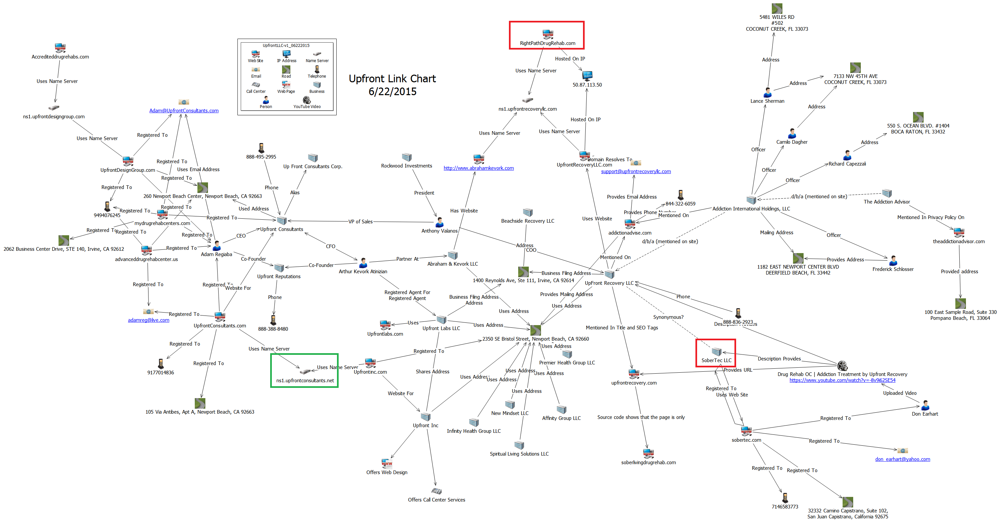 5481 WILES RD
#502
COCONUT CREEK, FL 33073
RightPathDrugRehab.com
Accrediteddrugrehabs.com
UpfrontLLC-v1_06222015
Web Site
IP Address
Name Server
Email
Road
Telephone
Call Center
Web Page
Business
Person
YouTube Video
Upfront Link Chart
6/22/2015
Hosted On IP
Uses Name Server
Address
7133 NW 45TH AVE
COCONUT CREEK, FL 33073
Uses Name Server
Address
50.87.113.50
Lance Sherman
ns1.upfrontdesigngroup.com
Adam@UpfrontConsultants.com
ns1.upfrontrecoveryllc.com
Address
Hosted On IP
550 S. OCEAN BLVD. #1404
BOCA RATON, FL 33432
Uses Name Server
Registered To
Uses Name Server
Uses Name Server
Camilo Dagher
Address
Officer
888-495-2995
Registered To
Up Front Consultants Corp.
Rockwood Investments
http://www.abrahamkevork.com
Domain Resolves To
UpfrontRecoveryLLC.com
support@upfrontrecoveryllc.com
Richard Capezzali
UpfrontDesignGroup.com
Uses Email Address
Officer
Registered To
Officer
Registered To
Phone
Alias
President
260 Newport Beach Center, Newport Beach, CA 92663
Provides Email Address
844-322-6059
d/b/a (mentioned on site)
The Addiction Advisor
Registered To
Used Address
Has Website
Provides Phone Number
Mentioned On
Addiction International Holdings, LLC
9494076245
Registered To
mydrugrehabcenters.com
Registered To
VP of Sales
Beachside Recovery LLC
Uses Website
Mentioned In Privacy Policy On
Registered To
Registered To
Registered To
Upfront Consultants
Anthony Valanos
addictionadvise.com
Mailing Address
Officer
CEO
CFO
Address
COO
d/b/a (mentioned on site)
theaddictionadvisor.com
2062 Business Center Drive, STE 140, Irvine, CA 92612
Registered To
Adam Regiaba
advanceddrugrehabcenter.us
Co-Founder
Co-Founder
Partner At
Abraham & Kevork LLC
Mentioned On
Provides Address
1182 EAST NEWPORT CENTER BLVD
DEERFIELD BEACH, FL 33442
Frederick Schlosser
Provided address
Upfront Reputations
Arthur Kevork Atinizian
Business Filing Address
1400 Reynolds Ave, Ste 111, Irvine, CA 92614
UpFront Recovery LLC
Registered To
Registered To
Website For
Registered Agent For
Registered Agent
Business Filing Address
Address
Provides Mailing Address
Uses Address
Phone
Phone
Uses Address
Registered To
adamreg@live.com
UpfrontConsultants.com
888-388-8480
Uses
Upfrontlabs.com
Upfront Labs LLC
Uses Address
Synonymous?
888-836-2923
Description Provides
100 East Sample Road, Suite 330
Pompano Beach, FL 33064
Mentioned In Title and SEO Tags
2350 SE Bristol Street, Newport Beach, CA 92660
Registered To
Uses Name Server
Registered To
Uses Address
Premier Health Group LLC
SoberTec LLC
Description Provides
Registered To
Uses Name Server
Upfrontinc.com
Shares Address
Uses Address
Uses Address
Uses Address
Uses Address
Provides URL
9177014836
ns1.upfrontconsultants.net
upfrontrecovery.com
Drug Rehab OC | Addiction Treatment by Upfront Recovery
https://www.youtube.com/watch?v=-8v9i62SE54
Website For
Uses Address
Registered To
Uses Web Site
Uploaded Video
105 Via Antibes, Apt A, Newport Beach, CA 92663
New Mindset LLC
Affinity Group LLC
Source code shows that the page is only
Registered To
Don Earhart
Upfront Inc
Infinity Health Group LLC
sobertec.com
Registered To
Spiritual Living Solutions LLC
soberlivingdrugrehab.com
don_earhart@yahoo.com
Offers Web Design
Registered To
Registered To
Offers Call Center Services
7146583773
32332 Camino Capistrano, Suite 102,
San Juan Capistrano, California 92675